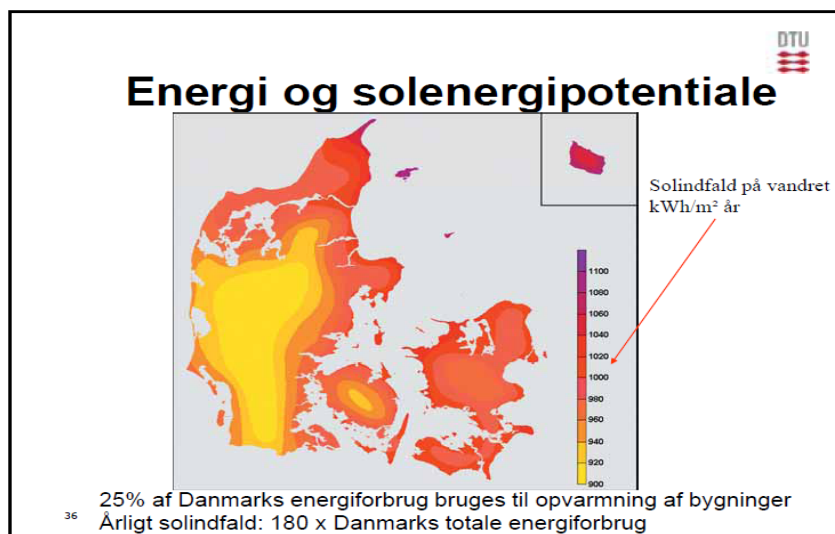 DTU
Energi og solenergipotentiale
Solindfald på vandret
kWh/m² år
1100
1080
1060
1040
1020
1000
980
960
940
920
900
25% af Danmarks energiforbrug bruges til opvarmning af bygninger
36 Årligt solindfald: 180 x Danmarks totale energiforbrug